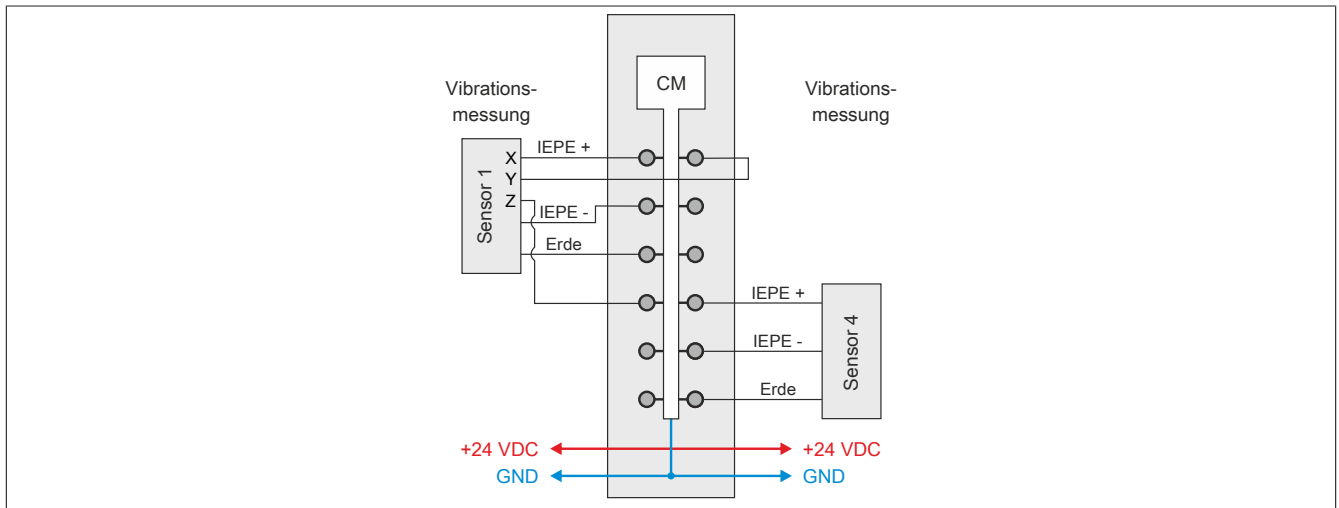 CM
Vibrations-
messung
Vibrations-
messung
Sensor 1
X
Y
Z
IEPE +
IEPE -
Erde
IEPE +
IEPE -
Erde
Sensor 4
+24 VDC
+24 VDC
GND
GND